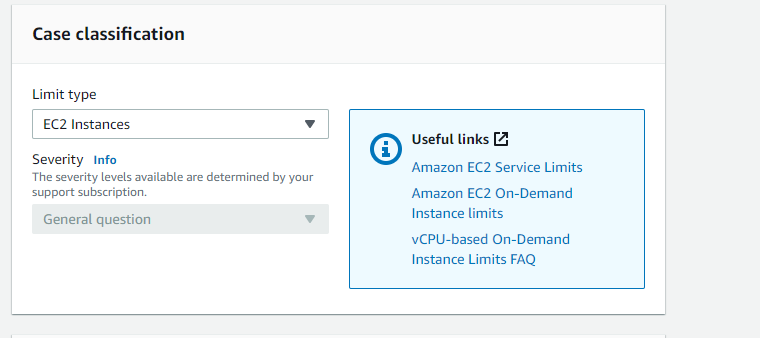 Case classification
Limit type
EC2 Instances
Severity Info
The severity levels available are determined by your
support subscription.
General question
Useful links
Amazon EC2 Service Limits
Amazon EC2 On-Demand
Instance limits
vCPU-based On-Demand
Instance Limits FAQ